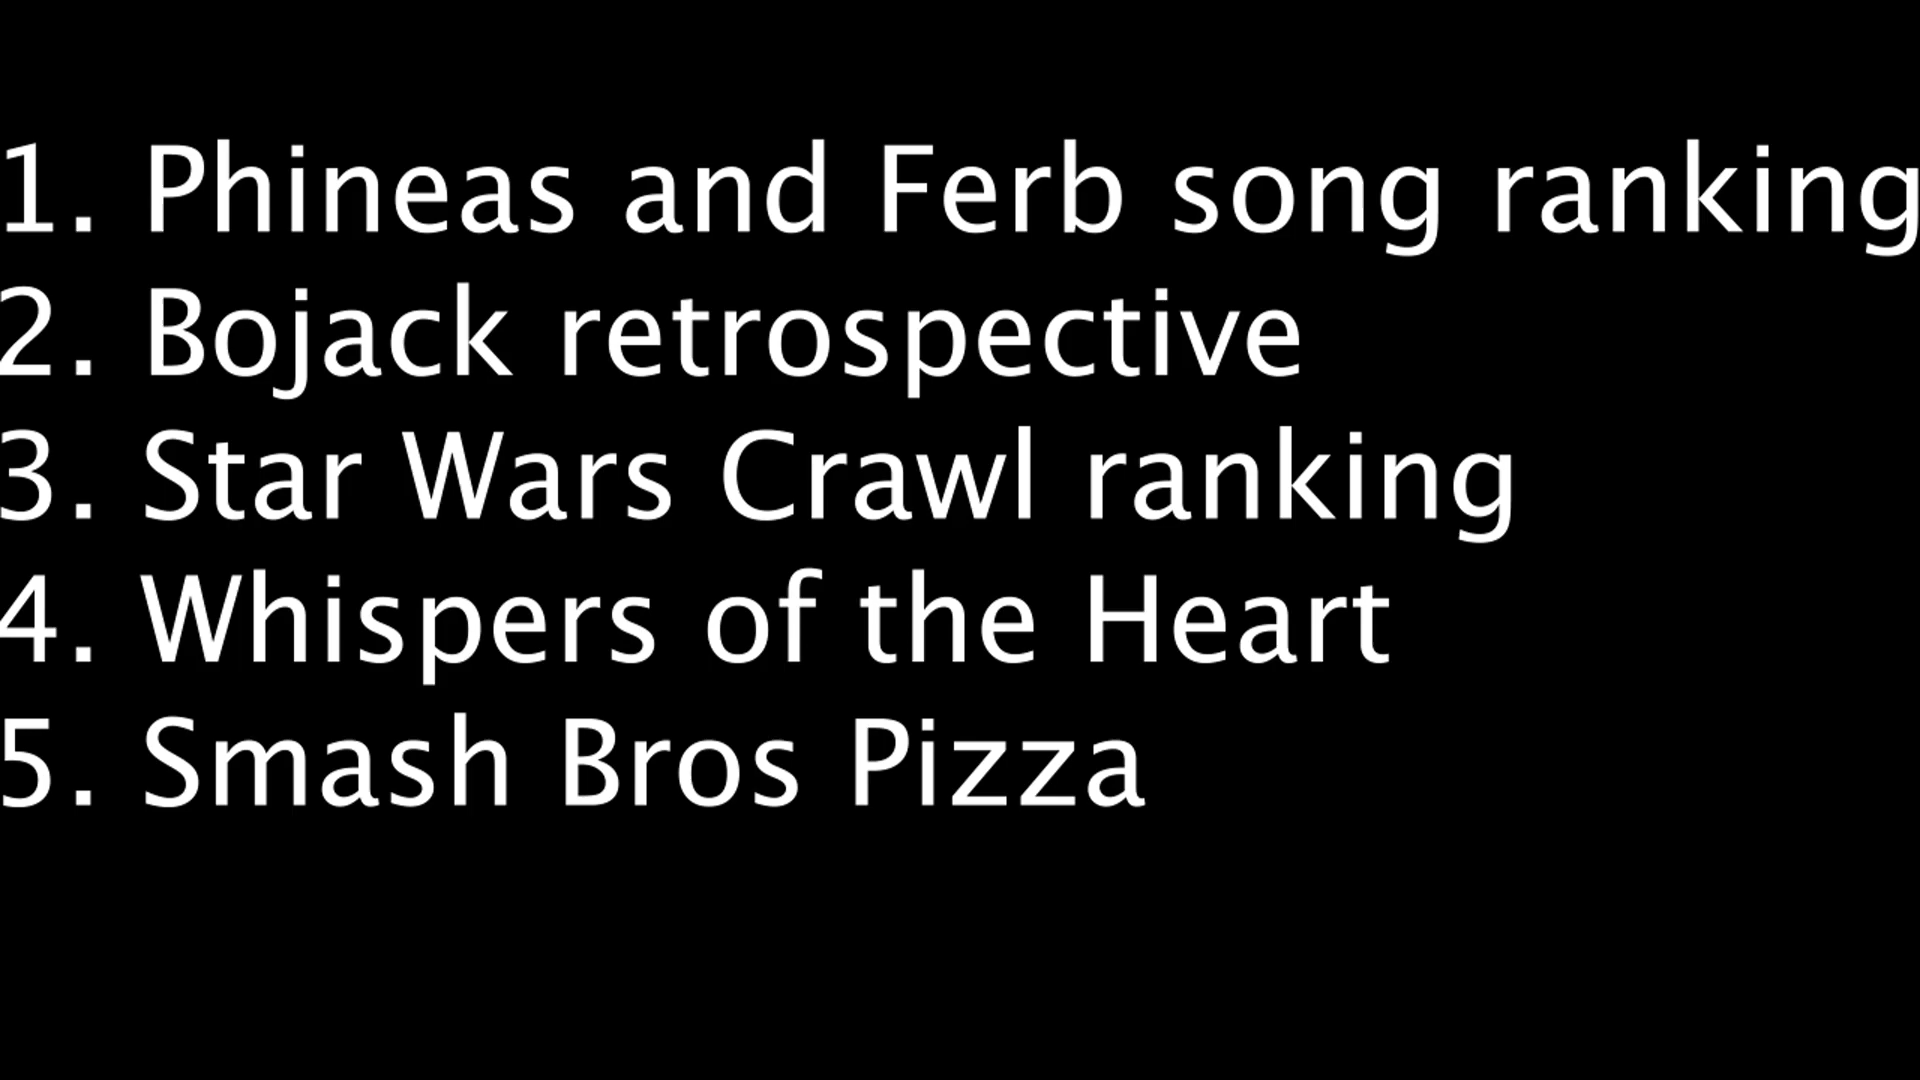 1. Phineas and Ferb song ranking
2. Bojack retrospective
3. Star Wars Crawl ranking
4. Whispers of the Heart
5. Smash Bros Pizza